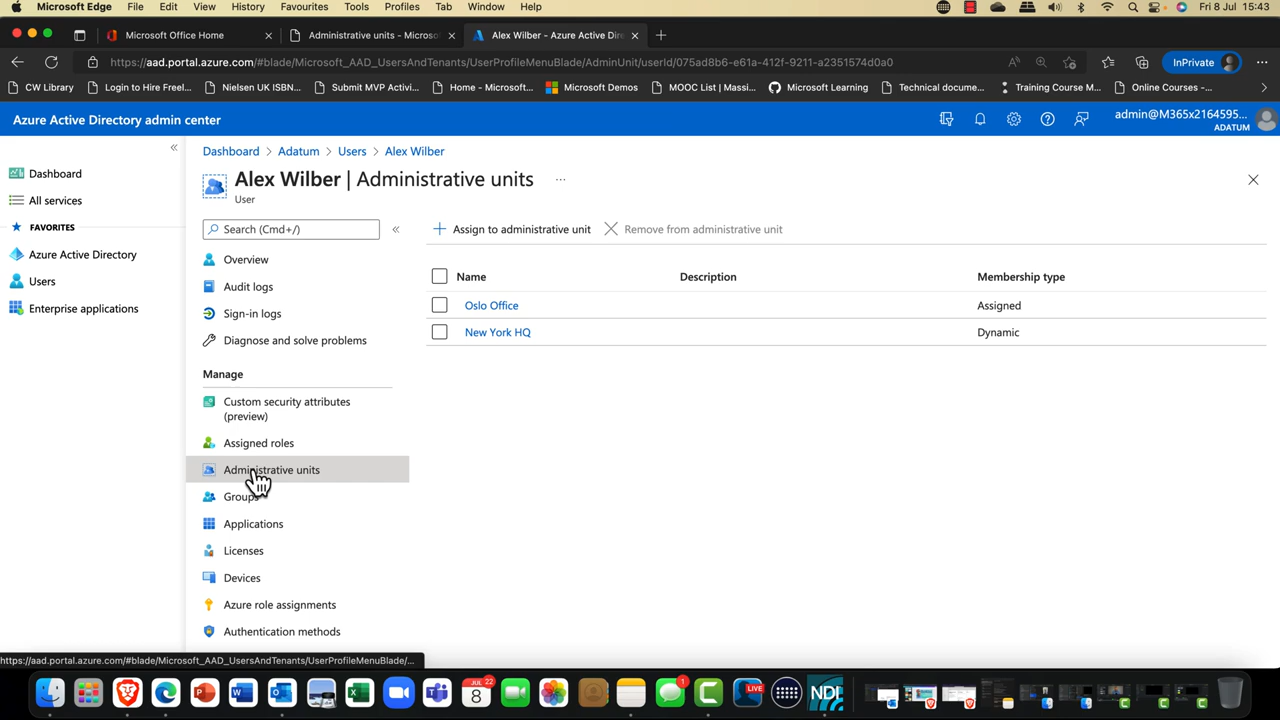 Microsoft Edge File Edit View History Favourites Tools Profiles Tab Window Help Fri 8 Jul 15:43
Microsoft Office Home
Administrative units - Microso
Alex Wilber - Azure Active Dire
https://aad.portal.azure.com/#blade/Microsoft_AAD_UsersAndTenants/UserProfileMenuBlade/AdminUnit/userId/075ad8b6-e61a-412f-9211-a2351574d0a0
InPrivate
CW Library Login to Hire Freel... Nielsen UK ISBN... Submit MVP Activi... Home - Microsoft... Microsoft Demos MOOC List | Massi... Microsoft Learning Technical docume... Training Course M... Online Courses -...
Azure Active Directory admin center
admin@M365x2164595...
ADATUM
Dashboard
All services
FAVORITES
Azure Active Directory
Users
Enterprise applications
Dashboard > Adatum > Users > Alex Wilber
Alex Wilber | Administrative units ...
User
Search (Cmd+/)
Overview
Audit logs
Sign-in logs
Diagnose and solve problems
Manage
Custom security attributes
(preview)
Assigned roles
Administrative units
Groups
Applications
Licenses
Devices
Azure role assignments
Authentication methods
Assign to administrative unit Remove from administrative unit
Name Description Membership type
Oslo Office Assigned
New York HQ Dynamic
https://aad.portal.azure.com/#blade/Microsoft_AAD_UsersAndTenants/UserProfileMenuBlade/...
JUL 22
8
1
LIVE
NDI